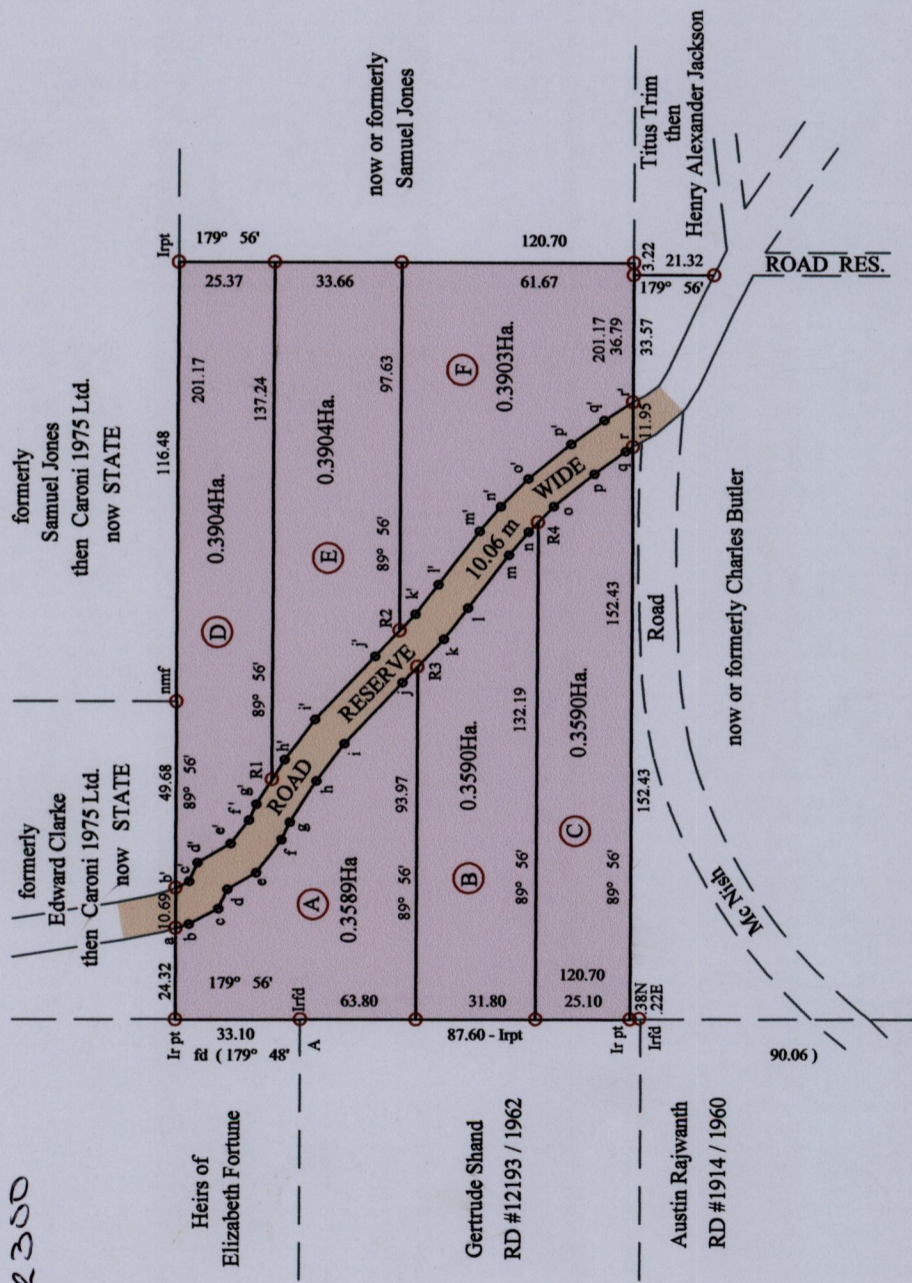 2300
formerly
Edward Clarke
then Caroni 1975 Ltd.
now STATE
formerly
Samuel Jones
then Caroni 1975 Ltd.
now STATE
Ir pt
24.32
a
10.69
b'
49.68
89° 56'
nmf
116.48
201.17
Irpt
b
c
d
e
f
g
h
i
j
k
l
m
n
o
p
q
r
c'
d'
e'
f'
g'
h'
i'
j'
k'
l'
m'
n'
o'
p'
q'
r'
R1
R2
R3
R4
ROAD RESERVE 10.06 m WIDE
D
0.3904Ha.
89° 56'
137.24
E
0.3904Ha.
89° 56'
97.63
F
0.3903Ha.
A
0.3589Ha
89° 56'
93.97
B
0.3590Ha.
89° 56'
132.19
C
0.3590Ha.
89° 56'
152.43
152.43
201.17
36.79
33.57
11.95
179° 56'
25.37
33.66
61.67
120.70
3.22
21.32
179° 56'
now or formerly
Samuel Jones
Titus Trim
then
Henry Alexander Jackson
ROAD RES.
Heirs of
Elizabeth Fortune
33.10
fd ( 179° 48'
179° 56'
Irfd
A
63.80
31.80
25.10
120.70
87.60 - Irpt
Ir pt
.38N
.22E
Irfd
90.06 )
Gertrude Shand
RD #12193 / 1962
Austin Rajwanth
RD #1914 / 1960
Mc Nish Road
now or formerly Charles Butler